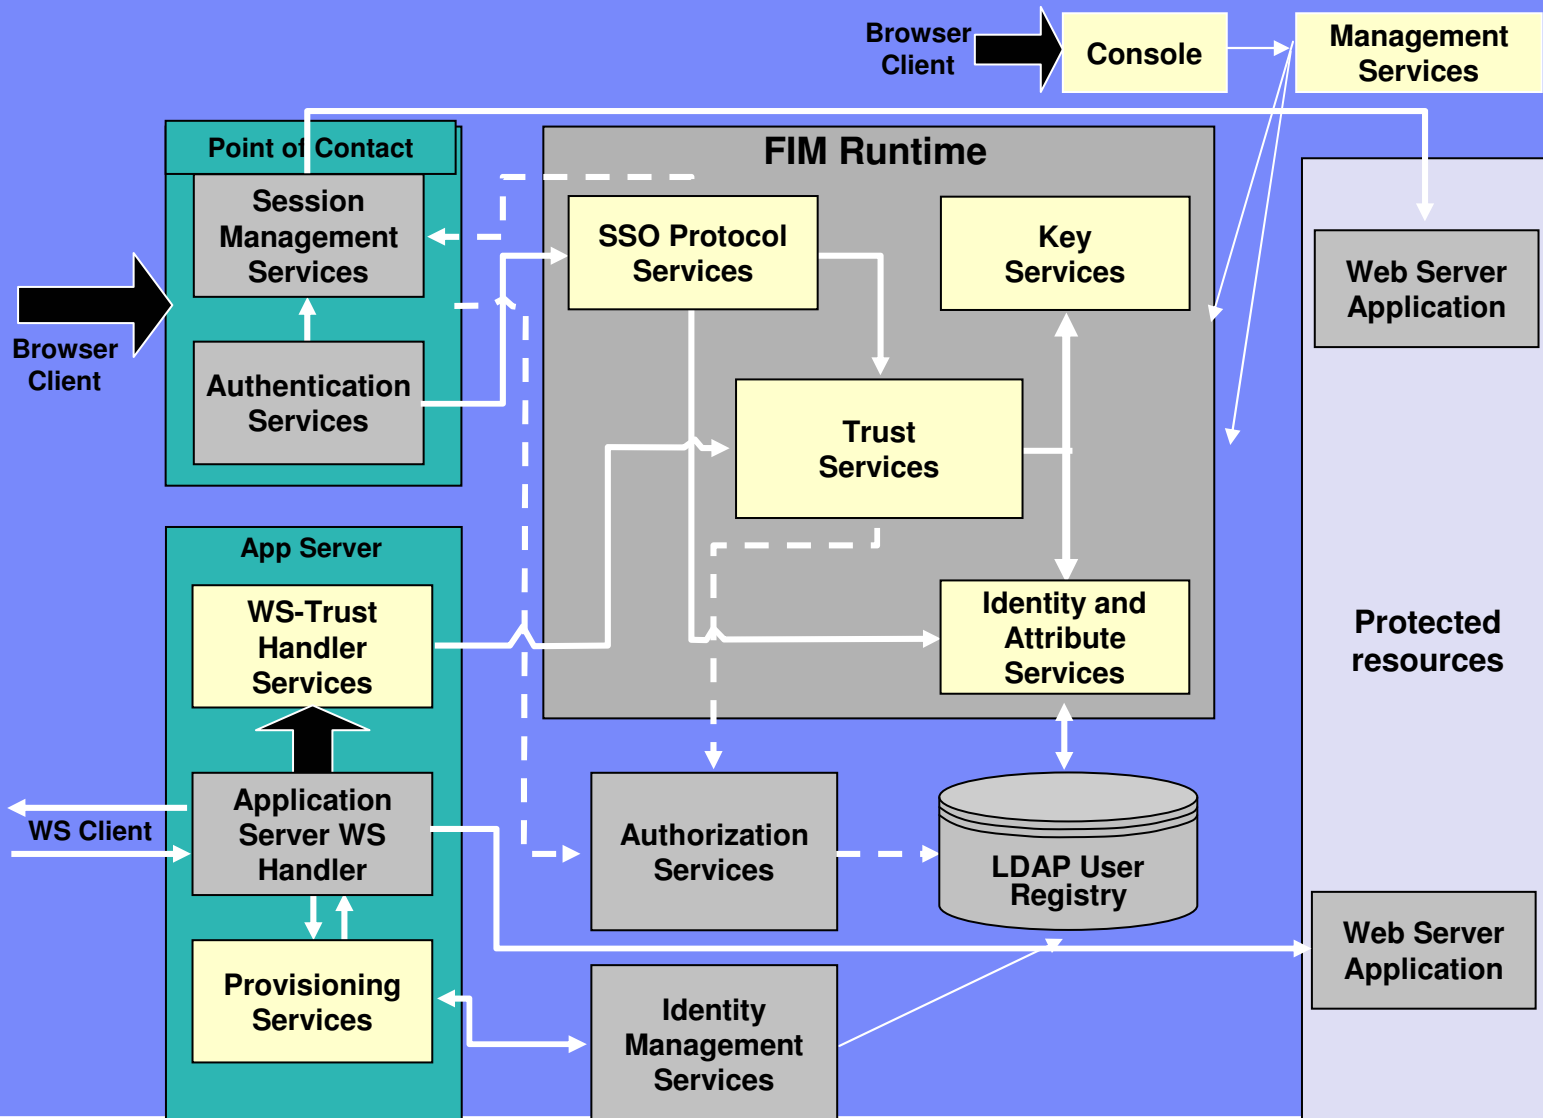 Browser
Client
Console
Management
Services
Point of Contact
Session
Management
Services
Authentication
Services
Browser
Client
FIM Runtime
SSO Protocol
Services
Key
Services
Trust
Services
Identity and
Attribute
Services
Web Server
Application
Protected
resources
Web Server
Application
App Server
WS-Trust
Handler
Services
Application
Server WS
Handler
WS Client
Provisioning
Services
Authorization
Services
LDAP User
Registry
Identity
Management
Services